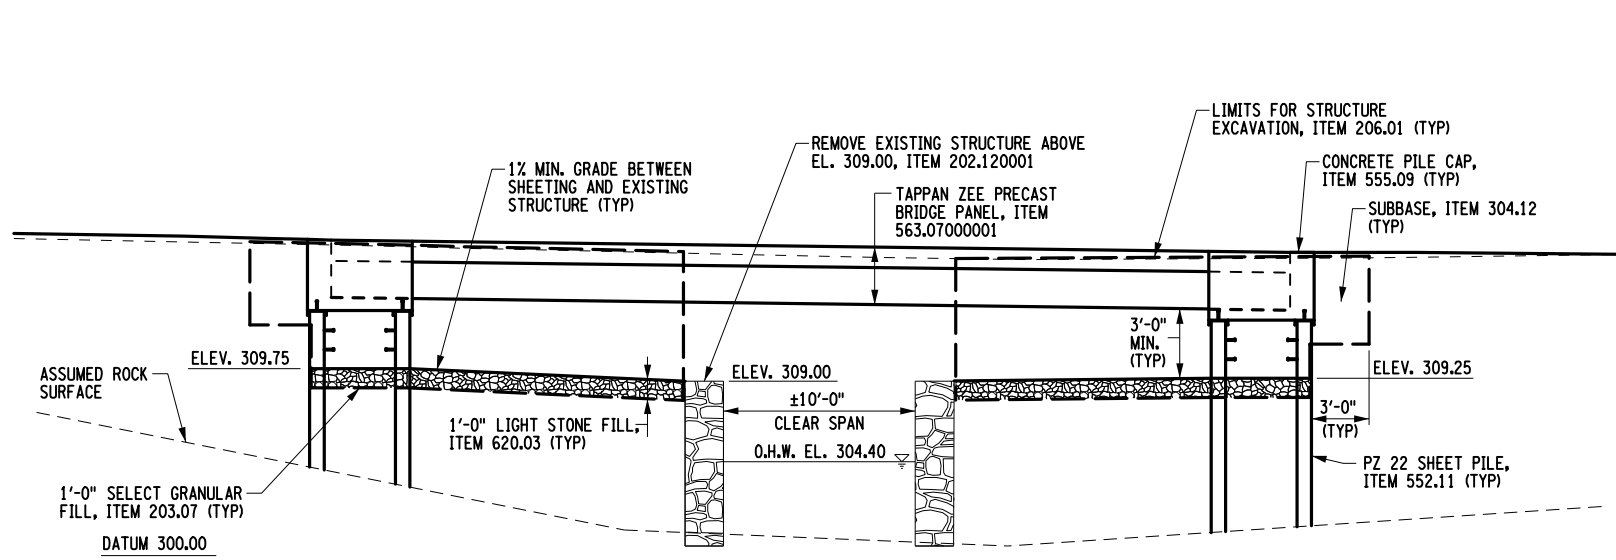 LIMITS FOR STRUCTURE
EXCAVATION, ITEM 206.01 (TYP)
REMOVE EXISTING STRUCTURE ABOVE
EL. 309.00, ITEM 202.120001
1% MIN. GRADE BETWEEN
SHEETING AND EXISTING
STRUCTURE (TYP)
CONCRETE PILE CAP,
ITEM 555.09 (TYP)
TAPPAN ZEE PRECAST
BRIDGE PANEL, ITEM
563.07000001
SUBBASE, ITEM 304.12
(TYP)
3'-0"
MIN.
(TYP)
ELEV. 309.75
ELEV. 309.00
ELEV. 309.25
ASSUMED ROCK
SURFACE
±10'-0"
CLEAR SPAN
3'-0"
(TYP)
1'-0" LIGHT STONE FILL,
ITEM 620.03 (TYP)
O.H.W. EL. 304.40
PZ 22 SHEET PILE,
ITEM 552.11 (TYP)
1'-0" SELECT GRANULAR
FILL, ITEM 203.07 (TYP)
DATUM 300.00